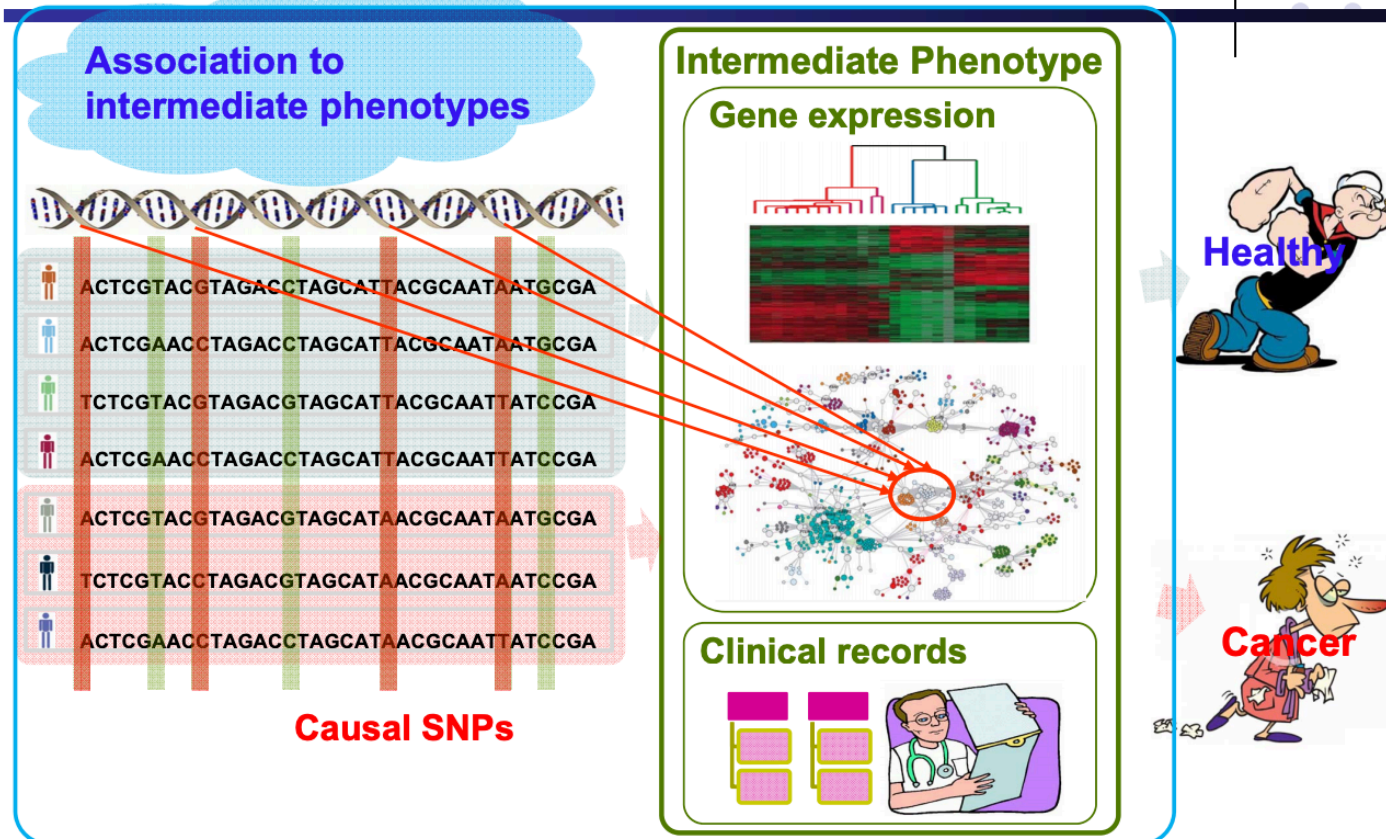 Association to
intermediate phenotypes
Intermediate Phenotype
Gene expression
ACTCGTACGTAGACCTAGCATTACGCAATAATGCGA
ACTCGAACCTAGACCTAGCATTACGCAATAATGCGA
TCTCGTACGTAGACGTAGCATTACGCAATTATCCGA
ACTCGAACCTAGACCTAGCATTACGCAATTATCCGA
ACTCGTACGTAGACGTAGCATAACGCAATAATGCGA
TCTCGTACCTAGACGTAGCATAACGCAATAATCCGA
ACTCGAACCTAGACCTAGCATAACGCAATTATCCGA
Causal SNPs
Clinical records
Healthy
Cancer